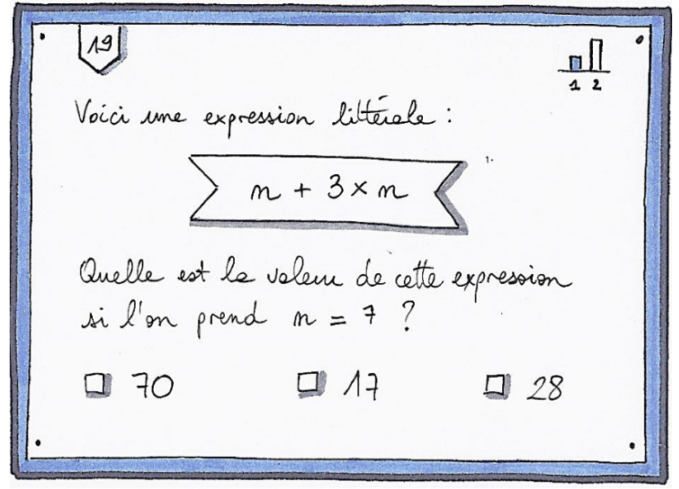 19
1 2
Voici une expression littérale :
n + 3 × n
Quelle est la valeur de cette expression
si l'on prend n = 7 ?
70 17 28